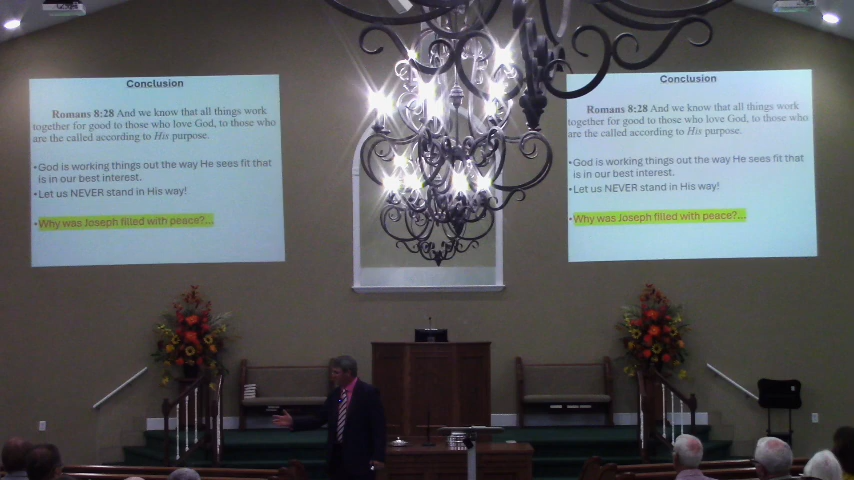 Conclusion
Romans 8:28 And we know that all things work
together for good to those who love God, to those who
are the called according to His purpose.
•God is working things out the way He sees fit that
is in our best interest.
•Let us NEVER stand in His way!
•Why was Joseph filled with peace?...
Conclusion
Romans 8:28 And we know that all things work
together for good to those who love God, to those who
are the called according to His purpose.
•God is working things out the way He sees fit that
is in our best interest.
•Let us NEVER stand in His way!
•Why was Joseph filled with peace?...